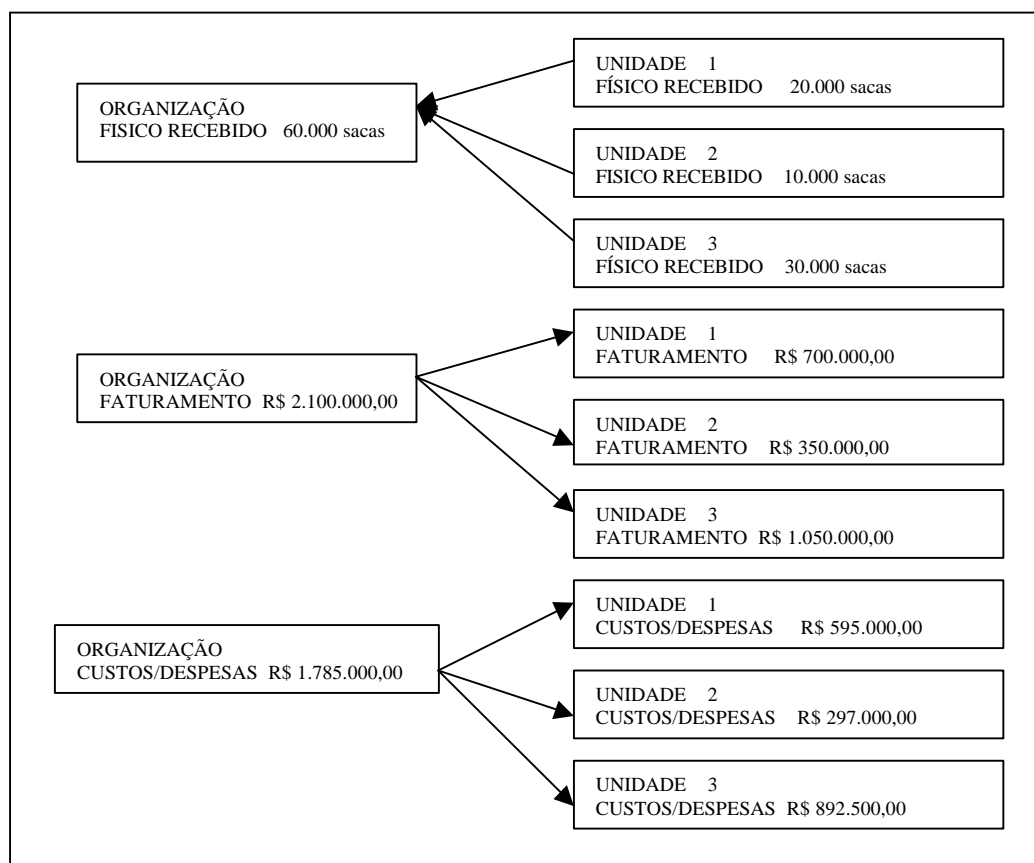 ORGANIZAÇÃO
FISICO RECEBIDO 60.000 sacas
UNIDADE 1
FÍSICO RECEBIDO 20.000 sacas
UNIDADE 2
FISICO RECEBIDO 10.000 sacas
UNIDADE 3
FÍSICO RECEBIDO 30.000 sacas
ORGANIZAÇÃO
FATURAMENTO R$ 2.100.000,00
UNIDADE 1
FATURAMENTO R$ 700.000,00
UNIDADE 2
FATURAMENTO R$ 350.000,00
UNIDADE 3
FATURAMENTO R$ 1.050.000,00
ORGANIZAÇÃO
CUSTOS/DESPESAS R$ 1.785.000,00
UNIDADE 1
CUSTOS/DESPESAS R$ 595.000,00
UNIDADE 2
CUSTOS/DESPESAS R$ 297.000,00
UNIDADE 3
CUSTOS/DESPESAS R$ 892.500,00